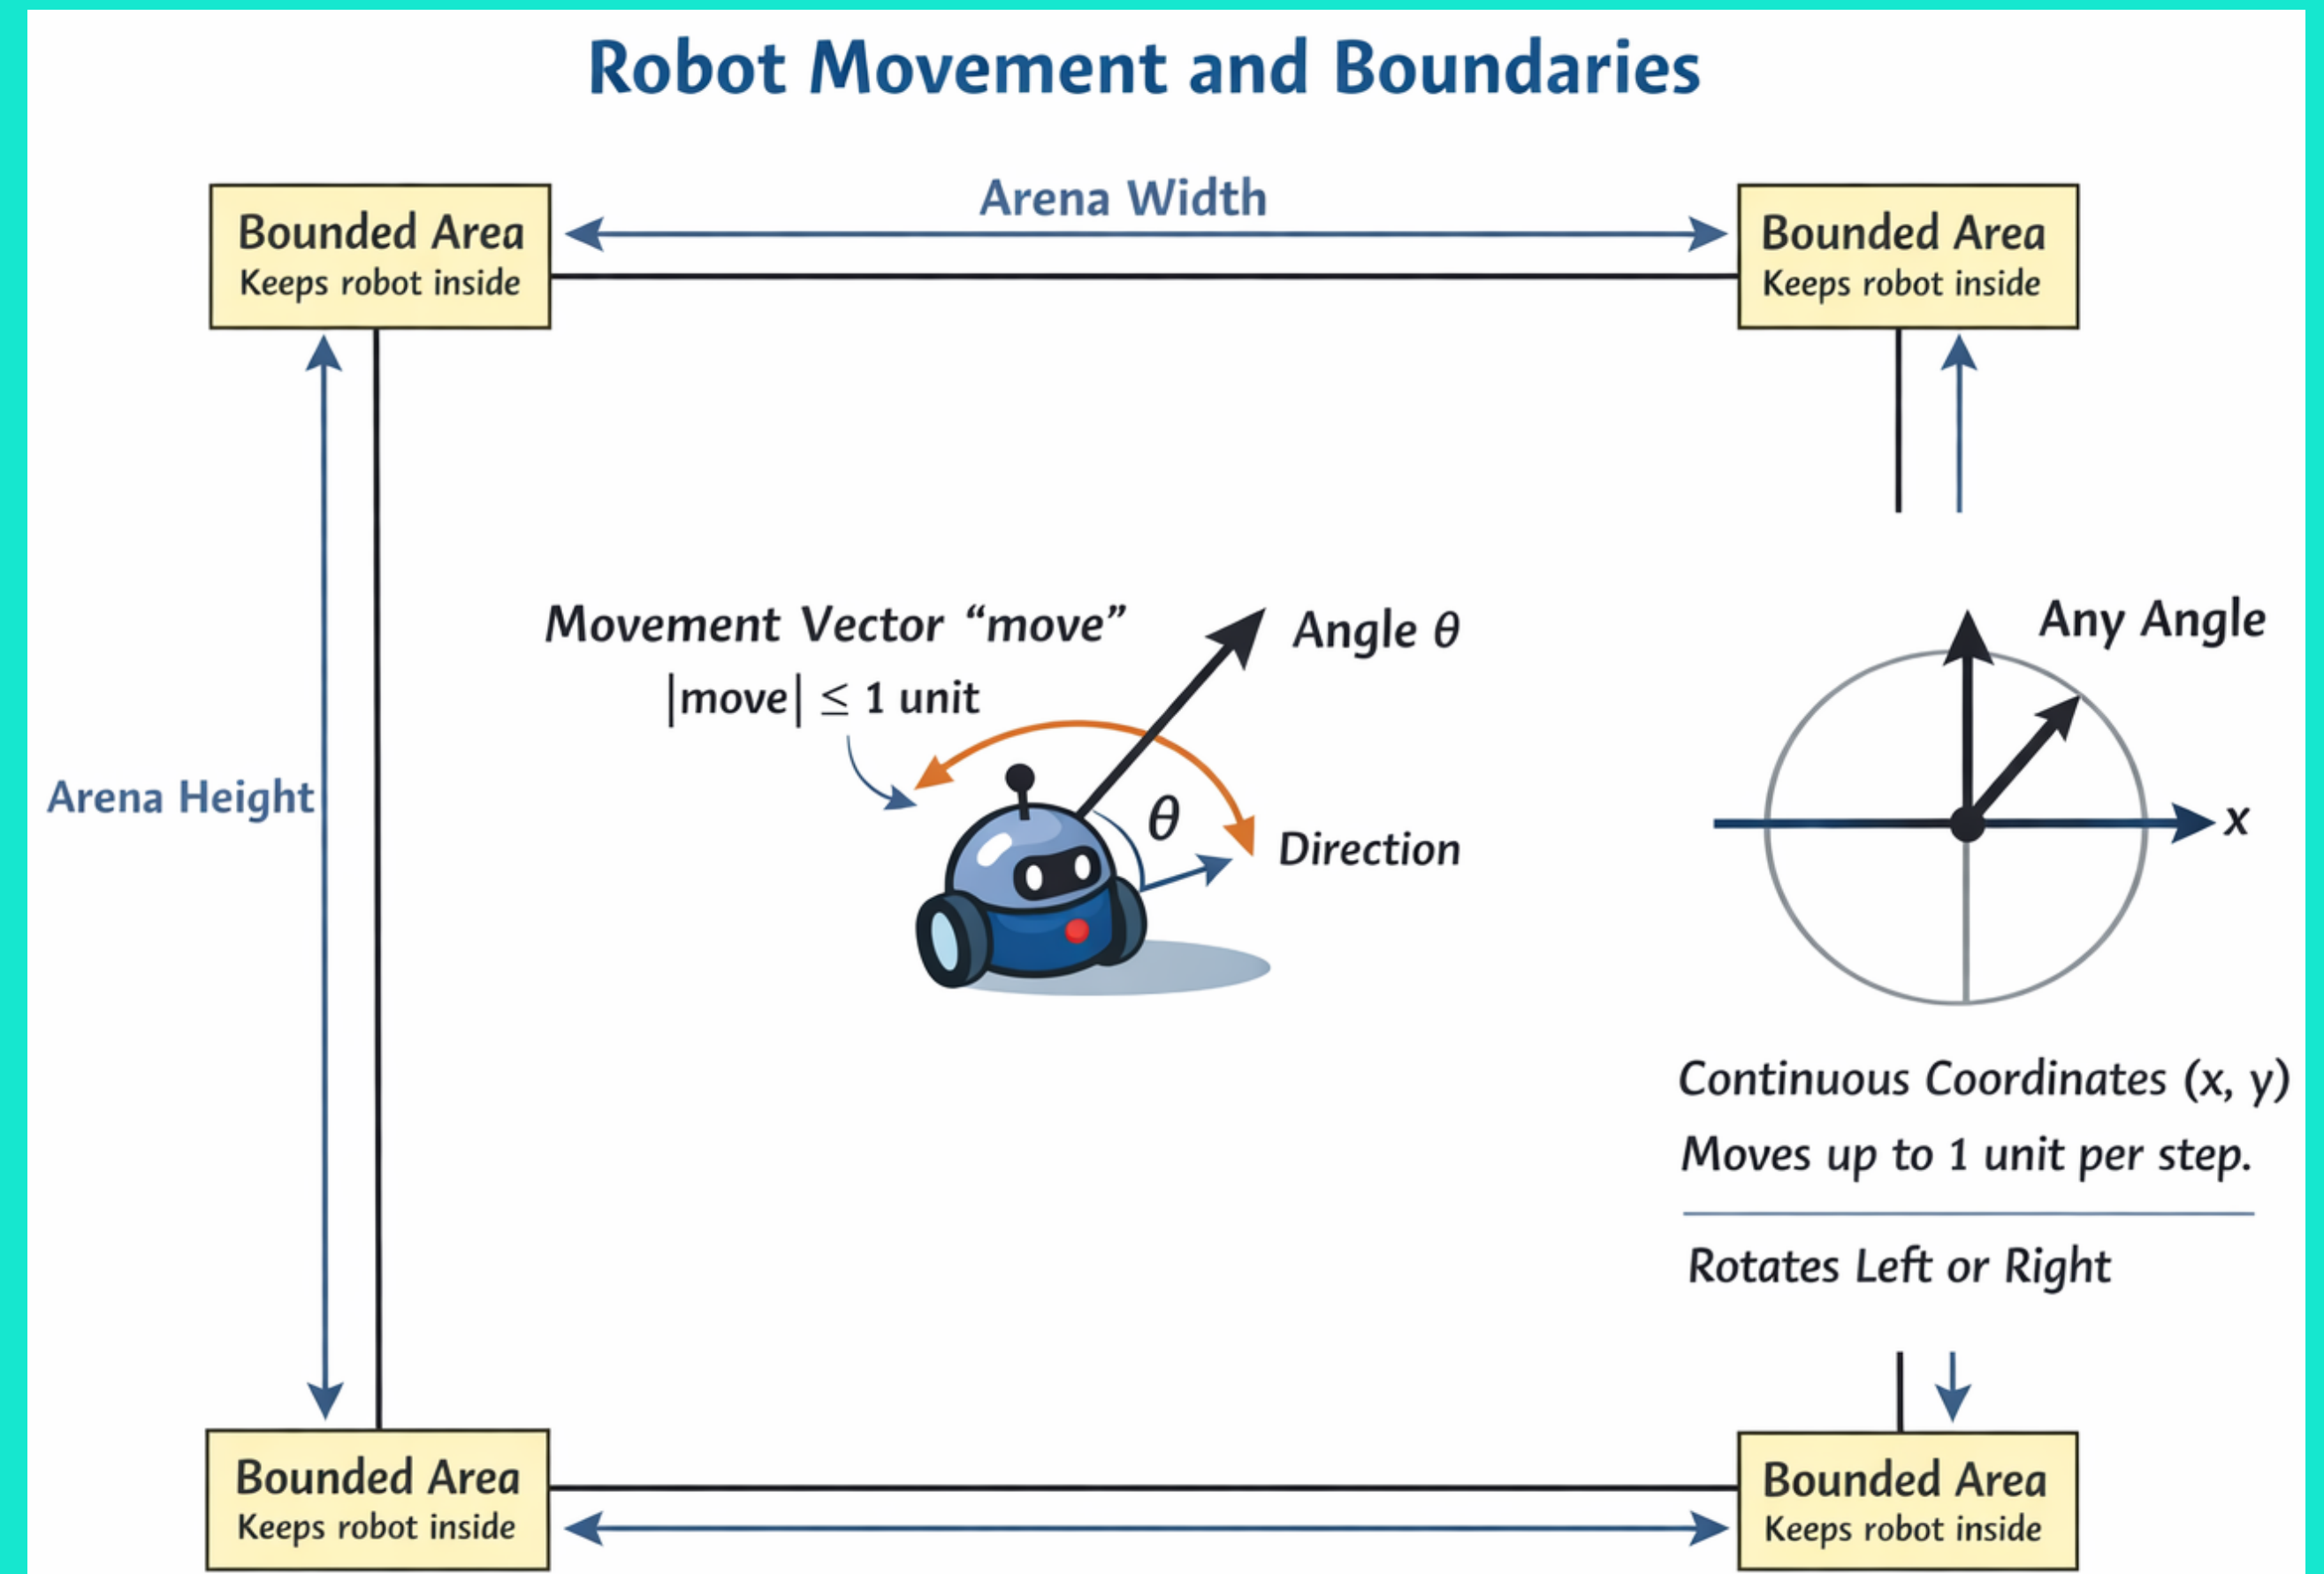 Robot Movement and Boundaries
Arena Width
Bounded Area
Keeps robot inside
Bounded Area
Keeps robot inside
Movement Vector “move”
|move| ≤ 1 unit
Angle θ
θ
Direction
Arena Height
Any Angle
x
Continuous Coordinates (x, y)
Moves up to 1 unit per step.
Rotates Left or Right
Bounded Area
Keeps robot inside
Bounded Area
Keeps robot inside